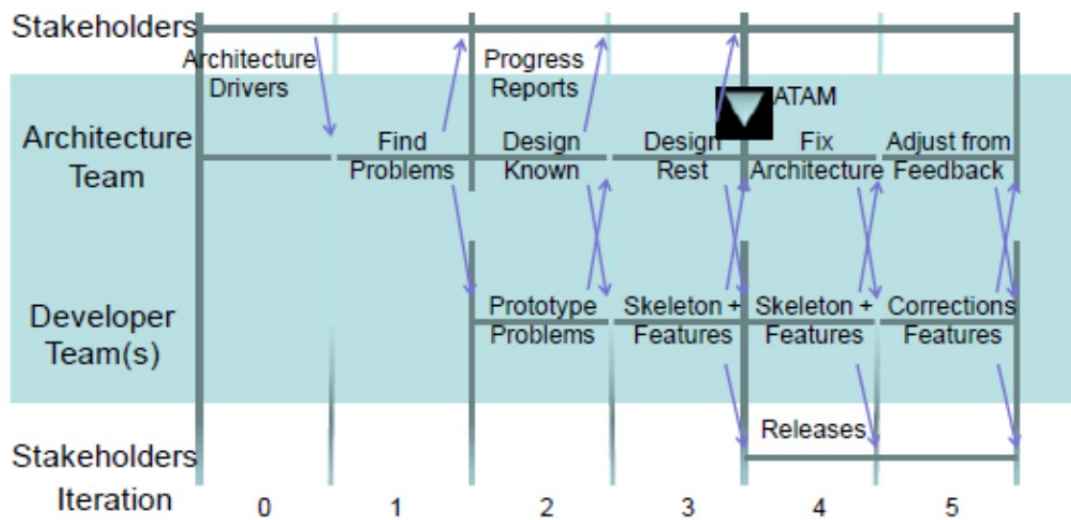 Stakeholders
Architecture
Drivers
Progress
Reports
ATAM
Architecture
Team
Find
Problems
Design
Known
Design
Rest
Fix
Architecture
Adjust from
Feedback
Developer
Team(s)
Prototype
Problems
Skeleton +
Features
Skeleton +
Features
Corrections
Features
Releases
Stakeholders
Iteration
0 1 2 3 4 5